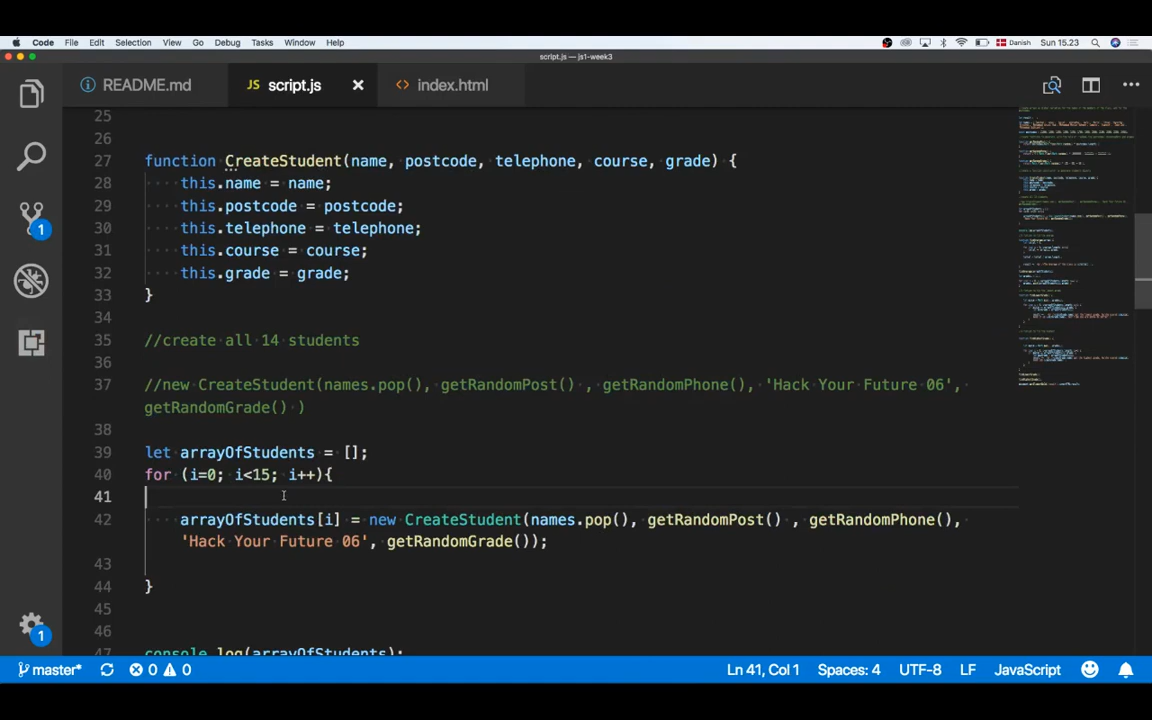 Code File Edit Selection View Go Debug Tasks Window Help Danish Sun 15.23
script.js — js1-week3
README.md JS script.js index.html
25
26
27 function CreateStudent(name, postcode, telephone, course, grade) {
28 this.name = name;
29 this.postcode = postcode;
30 this.telephone = telephone;
31 this.course = course;
32 this.grade = grade;
33 }
34
35 //create all 14 students
36
37 //new CreateStudent(names.pop(), getRandomPost() , getRandomPhone(), 'Hack Your Future 06',
getRandomGrade() )
38
39 let arrayOfStudents = [];
40 for (i=0; i<15; i++){
41
42 arrayOfStudents[i] = new CreateStudent(names.pop(), getRandomPost() , getRandomPhone(),
'Hack Your Future 06', getRandomGrade());
43
44 }
45
46
47 console.log(arrayOfStudents);
1
1
master* 0 0 Ln 41, Col 1 Spaces: 4 UTF-8 LF JavaScript